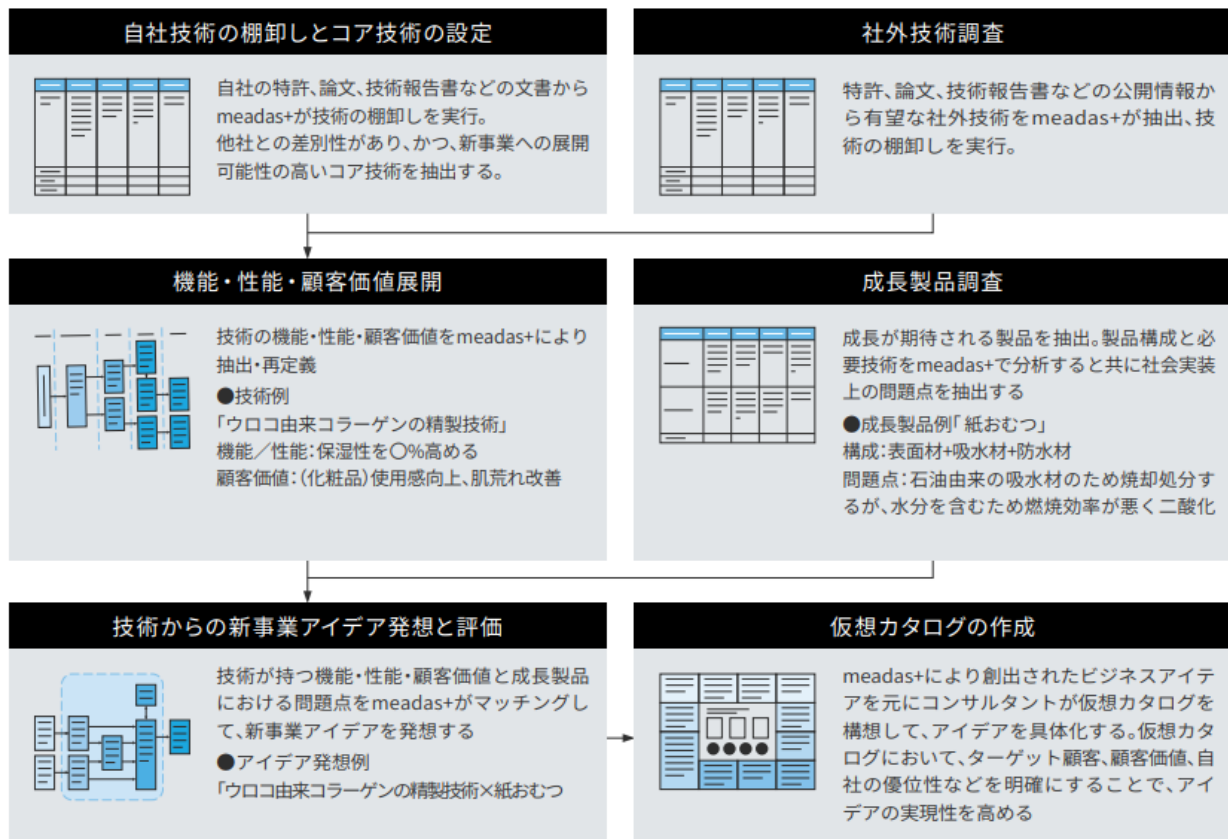 自社技術の棚卸しとコア技術の設定
自社の特許、論文、技術報告書などの文書から
meadas+が技術の棚卸しを実行。
他社との差別性があり、かつ、新事業への展開
可能性の高いコア技術を抽出する。
社外技術調査
特許、論文、技術報告書などの公開情報か
ら有望な社外技術をmeadas+が抽出、技
術の棚卸しを実行。
機能・性能・顧客価値展開
技術の機能・性能・顧客価値をmeadas+により
抽出・再定義
●技術例
「ウロコ由来コラーゲンの精製技術」
機能／性能：保湿性を〇%高める
顧客価値：（化粧品）使用感向上、肌荒れ改善
成長製品調査
成長が期待される製品を抽出。製品構成と必
要技術をmeadas+で分析すると共に社会実装
上の問題点を抽出する
●成長製品例「紙おむつ」
構成：表面材+吸水材+防水材
問題点：石油由来の吸水材のため焼却処分す
るが、水分を含むため燃焼効率が悪く二酸化
技術からの新事業アイデア発想と評価
技術が持つ機能・性能・顧客価値と成長製品
における問題点をmeadas+がマッチングし
て、新事業アイデアを発想する
●アイデア発想例
「ウロコ由来コラーゲンの精製技術×紙おむつ
仮想カタログの作成
meadas+により創出されたビジネスアイデ
アを元にコンサルタントが仮想カタログを
構想して、アイデアを具体化する。仮想カタ
ログにおいて、ターゲット顧客、顧客価値、自
社の優位性などを明確にすることで、アイ
デアの実現性を高める